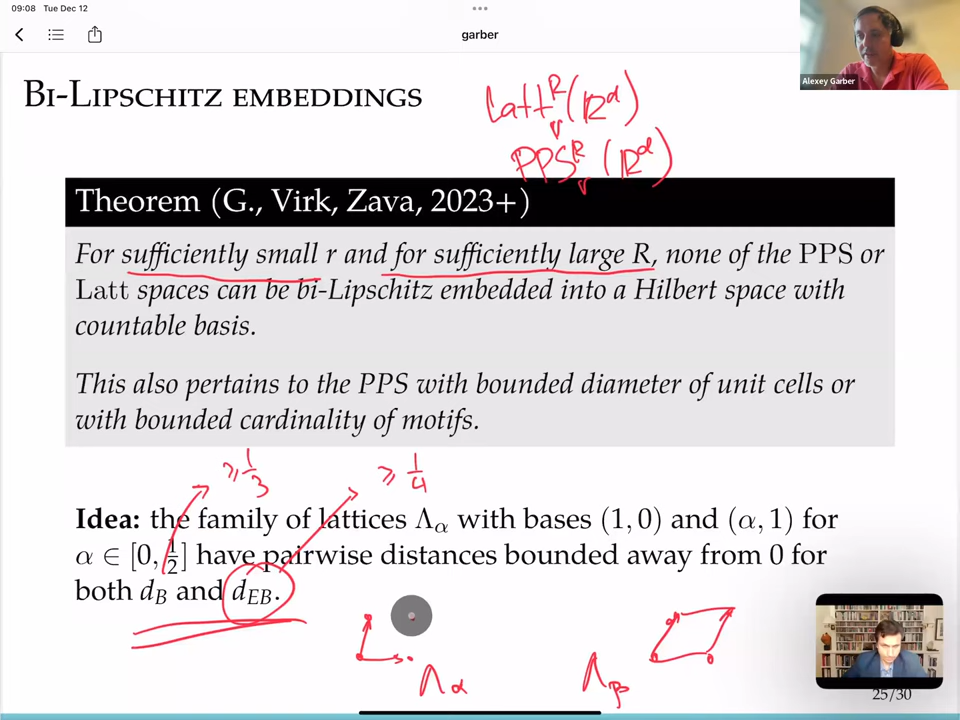 09:08 Tue Dec 12
garber
Alexey Garber
BI-LIPSCHITZ EMBEDDINGS
Latt^R_r (R^d)
PPS^R_r (R^d)
Theorem (G., Virk, Zava, 2023+)
For sufficiently small r and for sufficiently large R, none of the PPS or
Latt spaces can be bi-Lipschitz embedded into a Hilbert space with
countable basis.
This also pertains to the PPS with bounded diameter of unit cells or
with bounded cardinality of motifs.
≥ 1/3
≥ 1/4
Idea: the family of lattices Λ_α with bases (1, 0) and (α, 1) for
α ∈ [0, 1/2] have pairwise distances bounded away from 0 for
both d_B and d_EB.
Λ_α
Λ_β
25/30